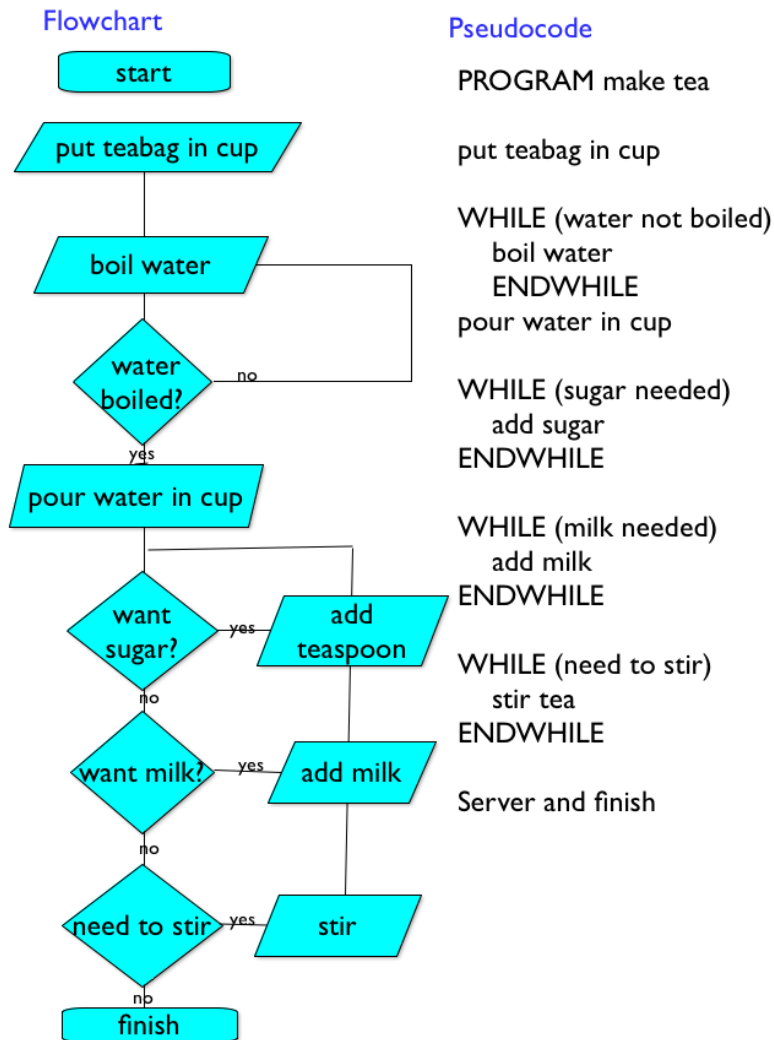 Flowchart
start
put teabag in cup
boil water
water
boiled?
no
yes
pour water in cup
want
sugar?
yes
add
teaspoon
no
want milk?
yes
add milk
no
need to stir
yes
stir
no
finish
Pseudocode
PROGRAM make tea
put teabag in cup
WHILE (water not boiled)
boil water
ENDWHILE
pour water in cup
WHILE (sugar needed)
add sugar
ENDWHILE
WHILE (milk needed)
add milk
ENDWHILE
WHILE (need to stir)
stir tea
ENDWHILE
Server and finish